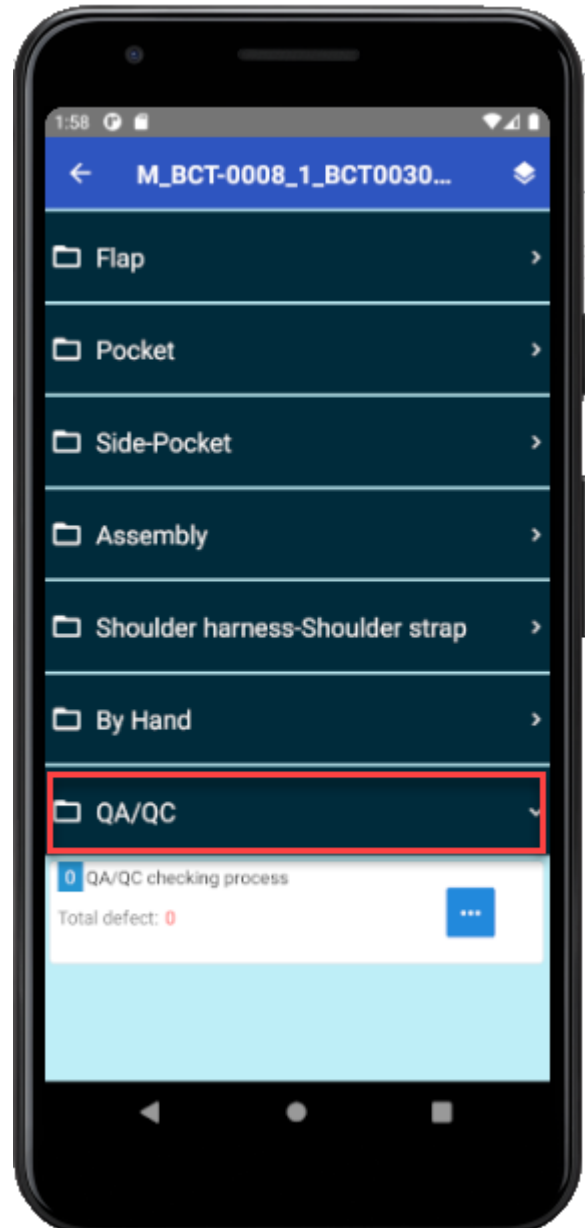 1:58
M_BCT-0008_1_BCT0030...
Flap
Pocket
Side-Pocket
Assembly
Shoulder harness-Shoulder strap
By Hand
QA/QC
0 QA/QC checking process
Total defect: 0